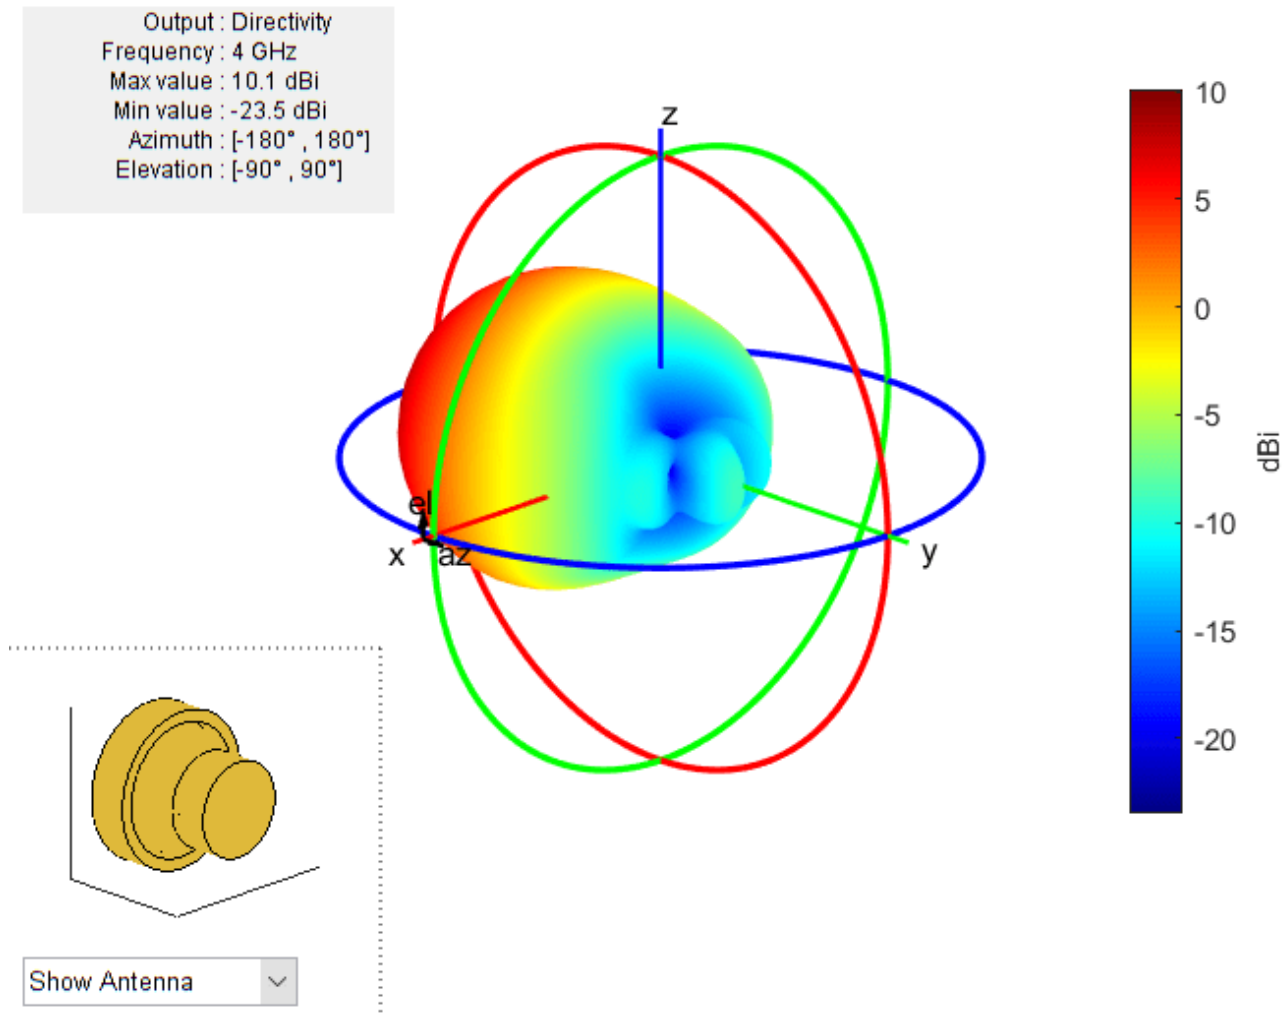 Output : Directivity
Frequency : 4 GHz
Max value : 10.1 dBi
Min value : -23.5 dBi
Azimuth : [-180° , 180°]
Elevation : [-90° , 90°]
z
el
x
az
y
10
5
0
-5
-10
-15
-20
dBi
Show Antenna